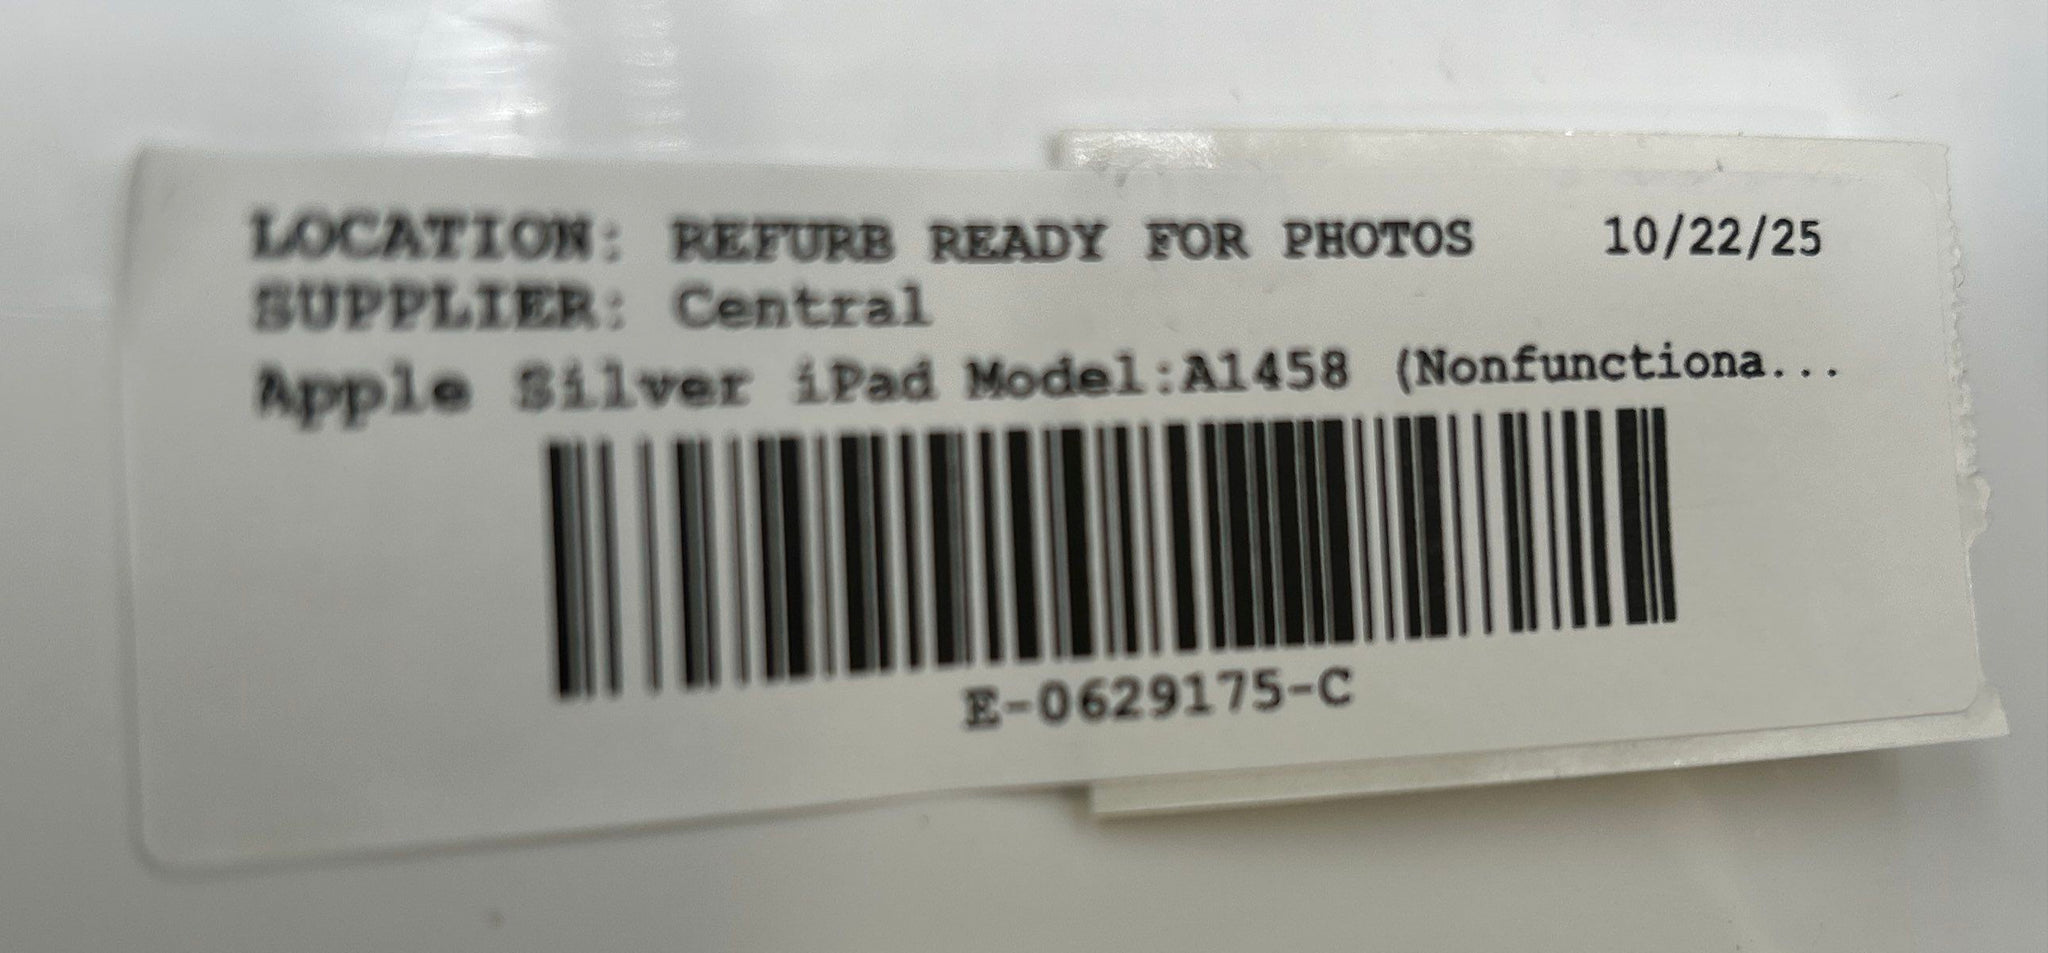 LOCATION: REFURB READY FOR PHOTOS 10/22/25
SUPPLIER: Central
Apple Silver iPad Model:A1458 (Nonfunctiona...
E-0629175-C